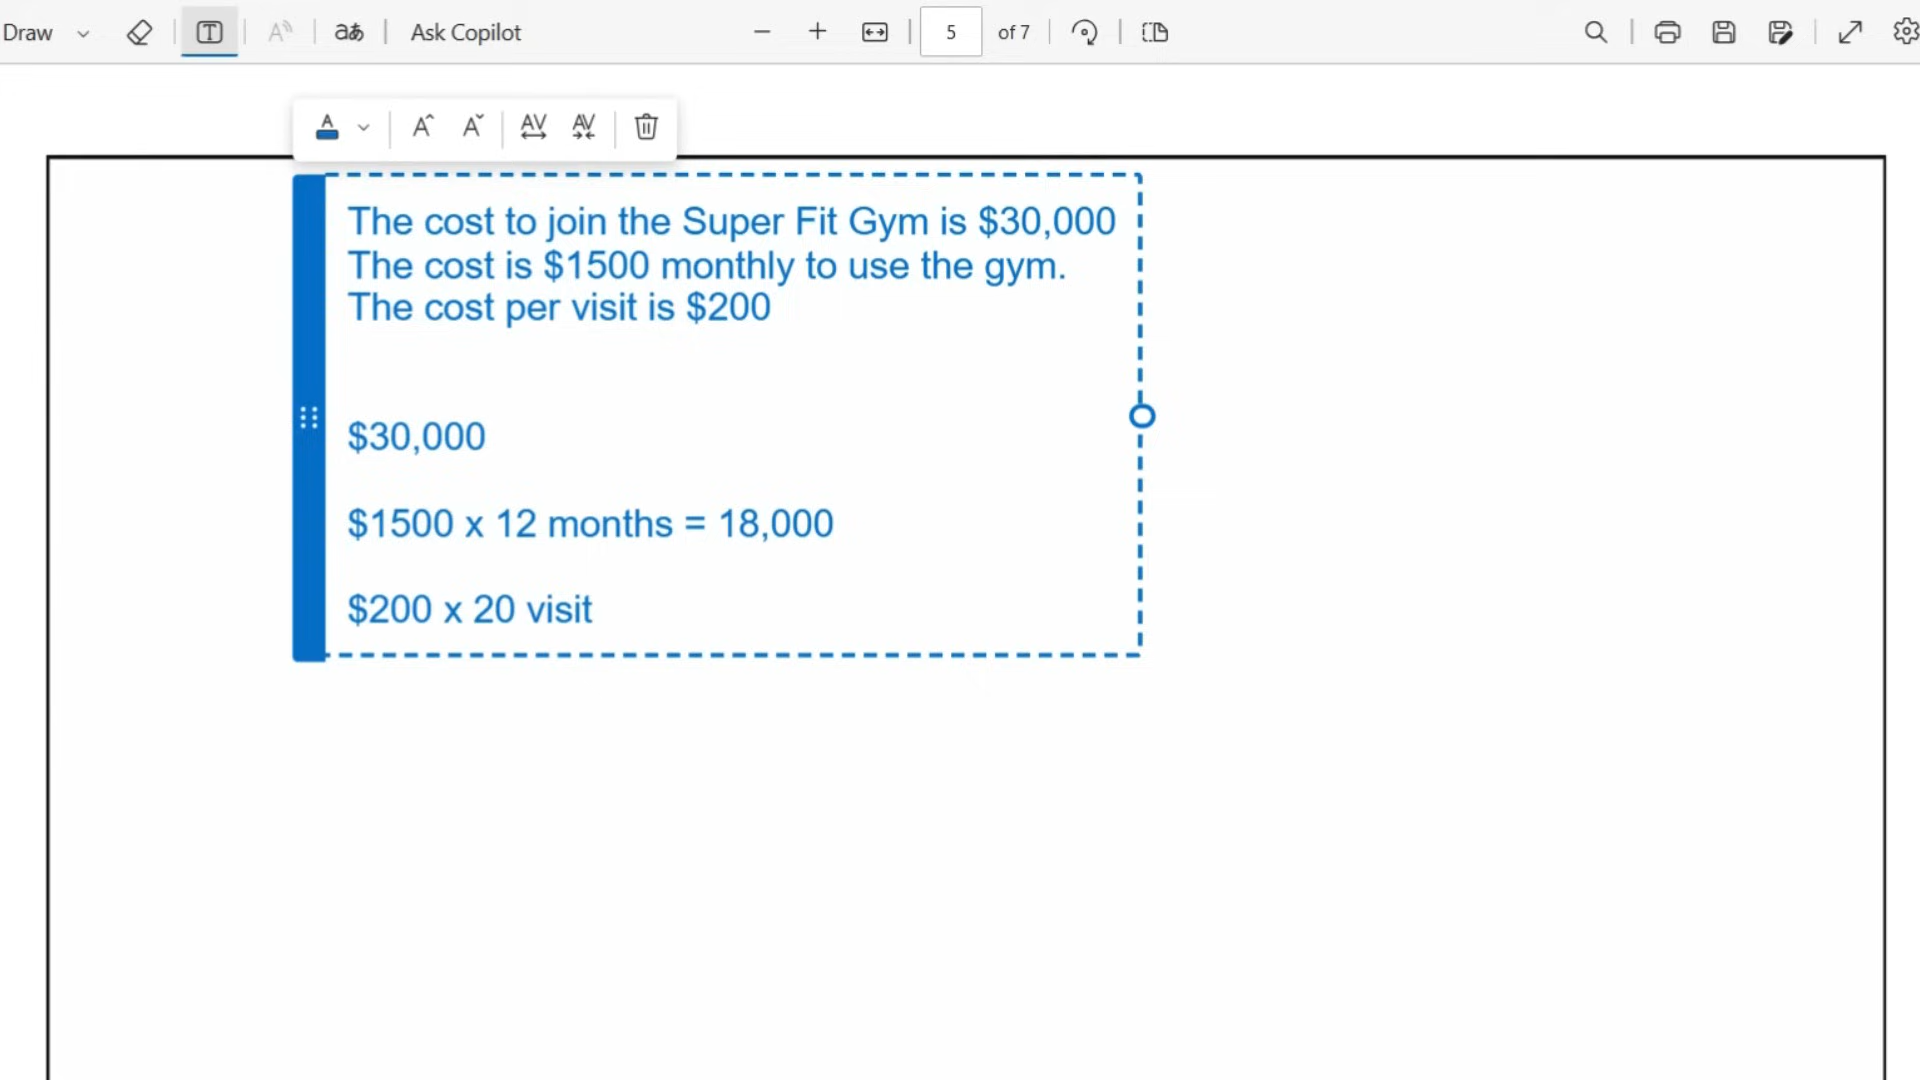 Draw
aあ
Ask Copilot
5 of 7
The cost to join the Super Fit Gym is $30,000
The cost is $1500 monthly to use the gym.
The cost per visit is $200
$30,000
$1500 x 12 months = 18,000
$200 x 20 visit